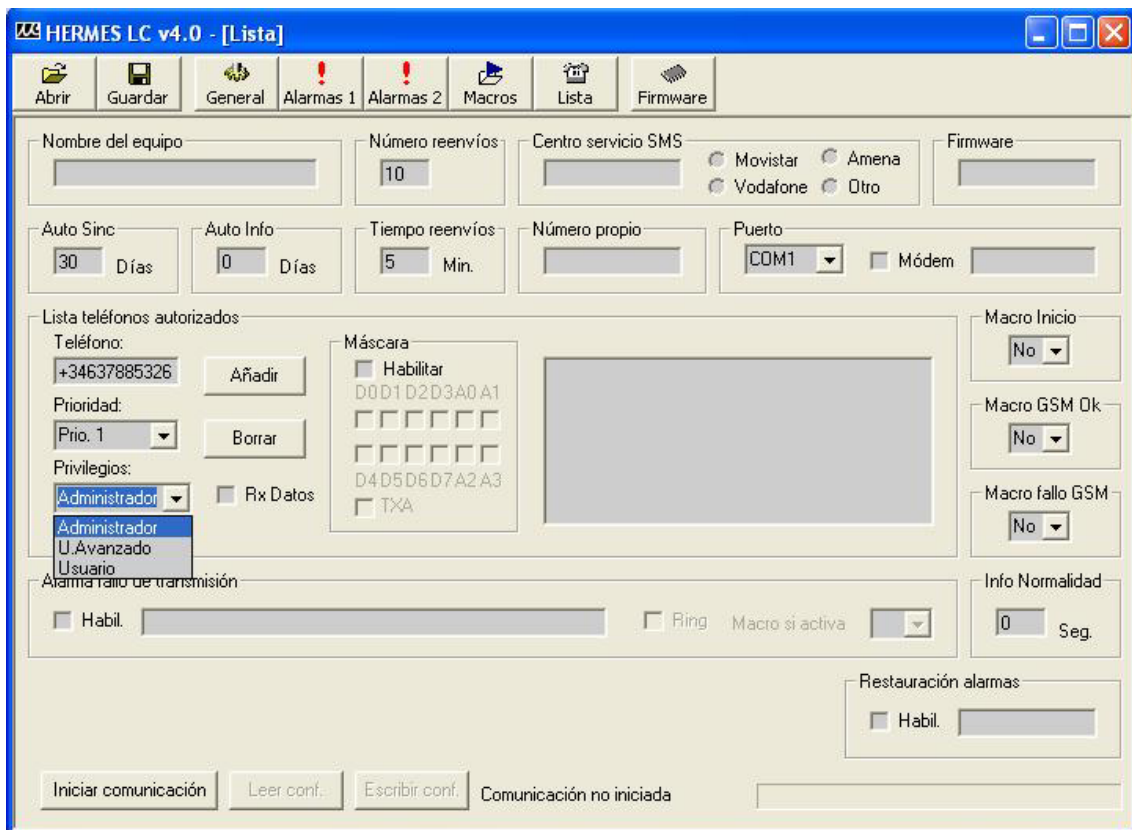 HERMES LC v4.0 - [Lista]
Abrir Guardar General Alarmas 1 Alarmas 2 Macros Lista Firmware
Nombre del equipo Número reenvíos Centro servicio SMS Firmware
10 Movistar Amena
Vodafone Otro
Auto Sinc Auto Info Tiempo reenvíos Número propio Puerto
30 Días 0 Días 5 Min. COM1 Módem
Lista teléfonos autorizados Macro Inicio
Teléfono: Máscara No
+34637885326 Añadir Habilitar
D0 D1 D2 D3 A0 A1
Prioridad: Macro GSM Ok
Prio. 1 Borrar No
Privilegios: D4 D5 D6 D7 A2 A3
Administrador Rx Datos TXA Macro fallo GSM
Administrador No
U.Avanzado
Usuario
Alarma fallo de transmisión Info Normalidad
Habil. Ring Macro si activa 0 Seg.
Restauración alarmas
Habil.
Iniciar comunicación Leer conf. Escribir conf. Comunicación no iniciada